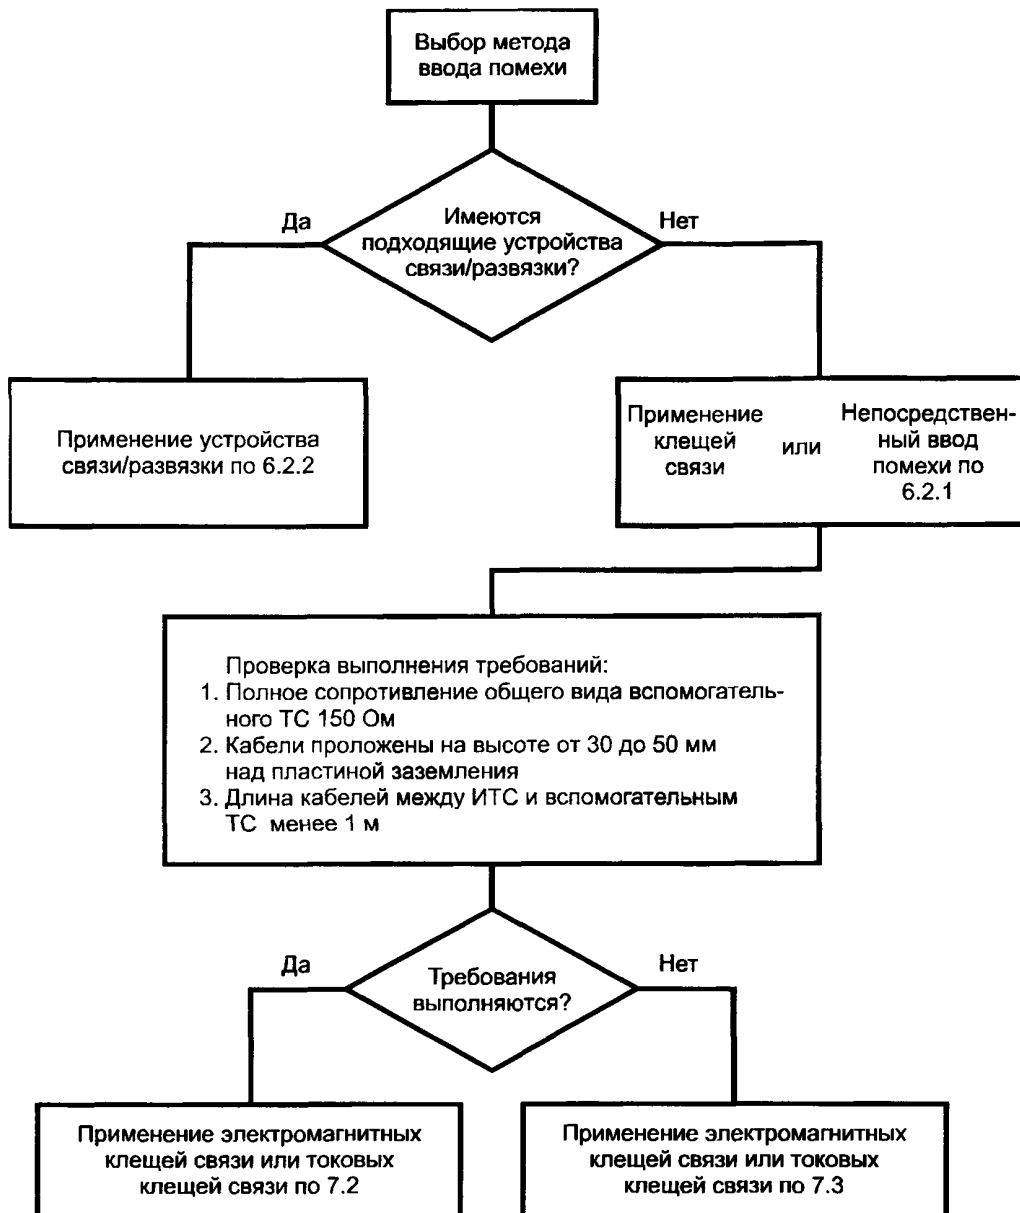 Выбор метода
ввода помехи
Да
Имеются
подходящие устройства
связи/развязки?
Нет
Применение устройства
связи/развязки по 6.2.2
Применение
клещей
связи
или
Непосредствен-
ный ввод
помехи по
6.2.1
Проверка выполнения требований:
1. Полное сопротивление общего вида вспомогатель-
ного ТС 150 Ом
2. Кабели проложены на высоте от 30 до 50 мм
над пластиной заземления
3. Длина кабелей между ИТС и вспомогательным
ТС менее 1 м
Да
Требования
выполняются?
Нет
Применение электромагнитных
клещей связи или токовых
клещей связи по 7.2
Применение электромагнитных
клещей связи или токовых
клещей связи по 7.3